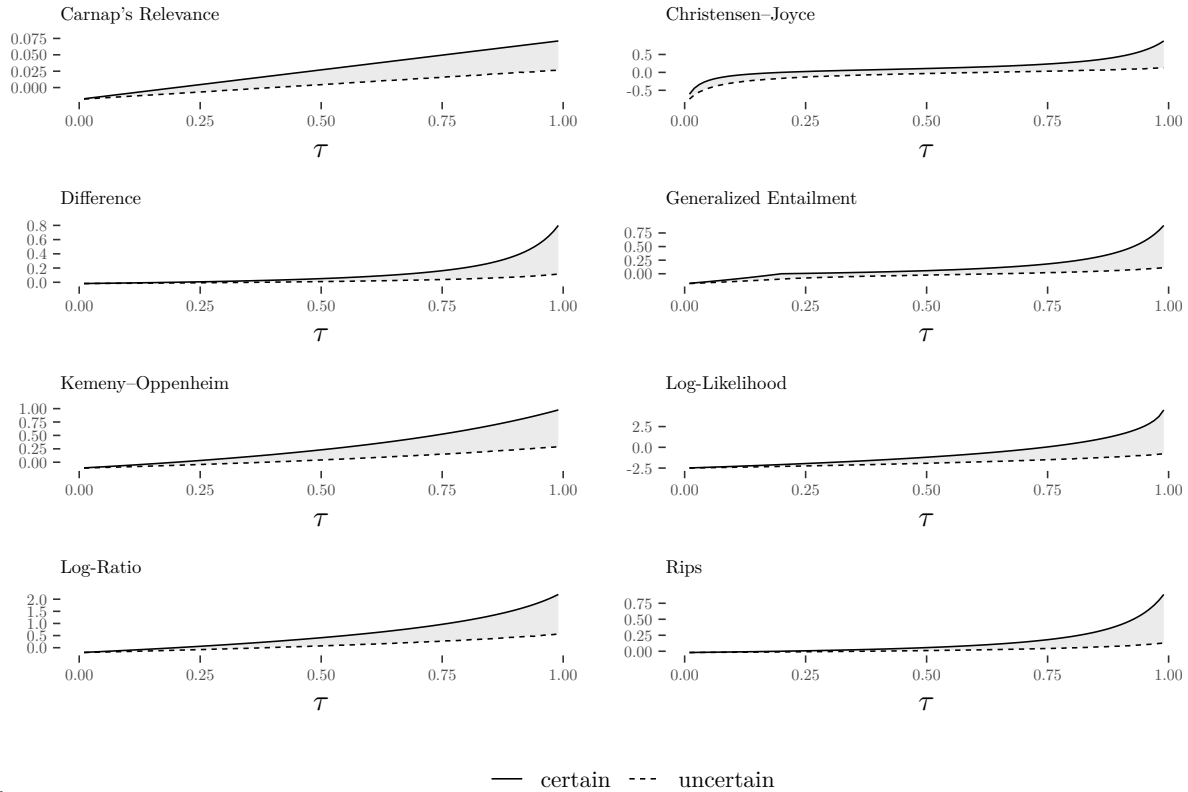 Carnap's Relevance
0.075
0.050
0.025
0.000
0.00 0.25 0.50 0.75 1.00
τ
Christensen–Joyce
0.5
0.0
-0.5
0.00 0.25 0.50 0.75 1.00
τ
Difference
0.8
0.6
0.4
0.2
0.0
0.00 0.25 0.50 0.75 1.00
τ
Generalized Entailment
0.75
0.50
0.25
0.00
0.00 0.25 0.50 0.75 1.00
τ
Kemeny–Oppenheim
1.00
0.75
0.50
0.25
0.00
0.00 0.25 0.50 0.75 1.00
τ
Log-Likelihood
2.5
0.0
-2.5
0.00 0.25 0.50 0.75 1.00
τ
Log-Ratio
2.0
1.5
1.0
0.5
0.0
0.00 0.25 0.50 0.75 1.00
τ
Rips
0.75
0.50
0.25
0.00
0.00 0.25 0.50 0.75 1.00
τ
certain uncertain